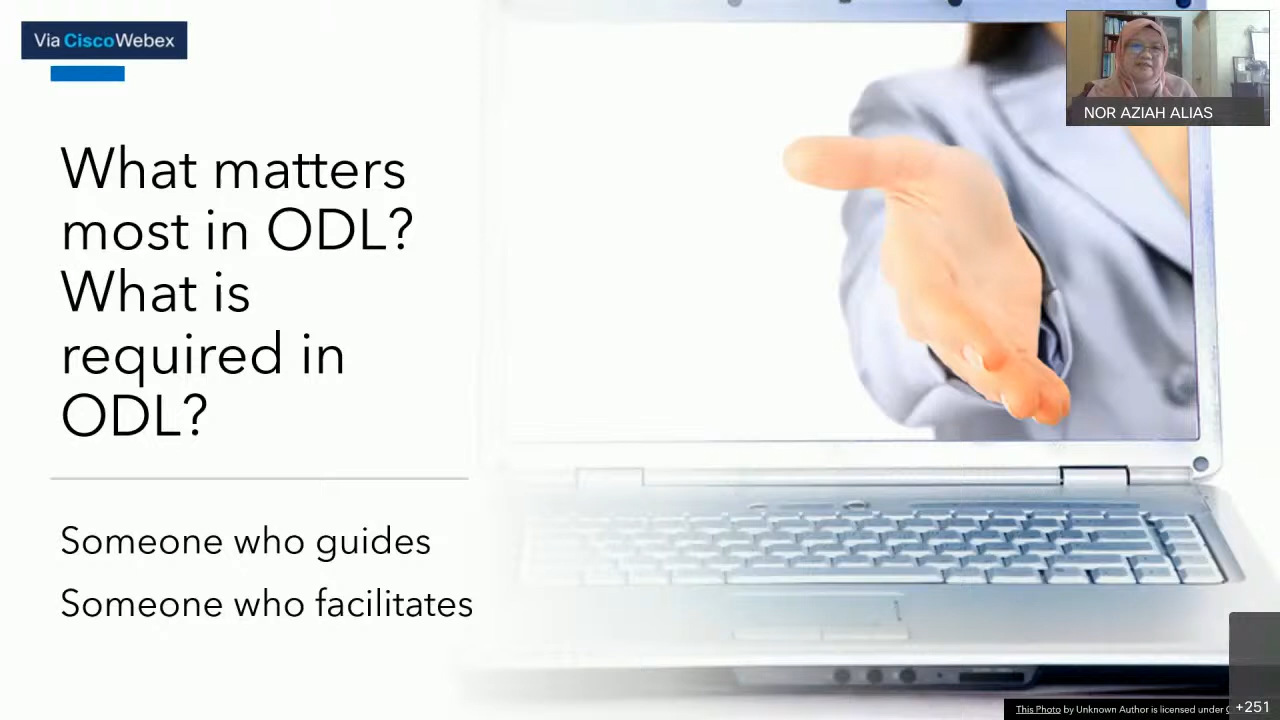 Via CiscoWebex
NOR AZIAH ALIAS
What matters
most in ODL?
What is
required in
ODL?
Someone who guides
Someone who facilitates
This Photo by Unknown Author is licensed under
+251